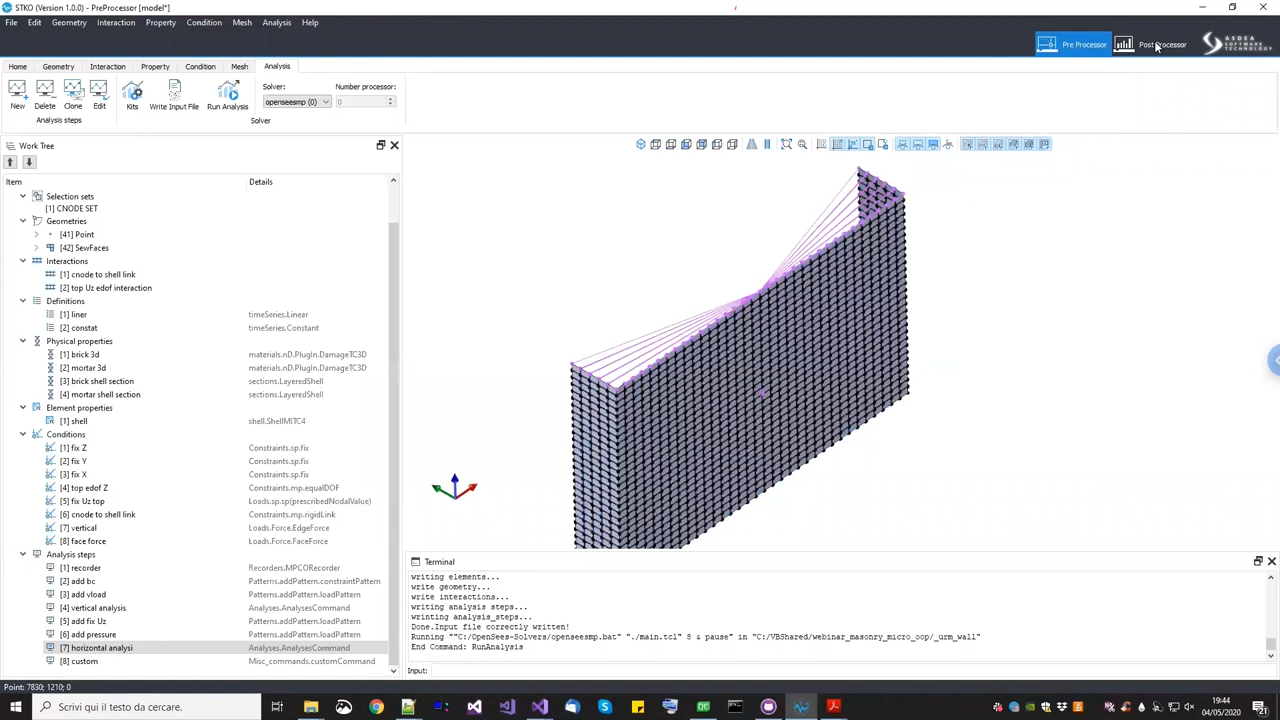 STKO (Version 1.0.0) - PreProcessor [model*]
File Edit Geometry Interaction Property Condition Mesh Analysis Help
Pre Processor Post Processor ASDEA SOFTWARE TECHNOLOGY
Home Geometry Interaction Property Condition Mesh Analysis
Solver: Number processor:
openseesmp (0) 0
New Delete Clone Edit Kits Write Input File Run Analysis
Analysis steps Solver
Work Tree
Item Details
Selection sets
[1] CNODE SET
Geometries
[41] Point
[42] SewFaces
Interactions
[1] cnode to shell link
[2] top Uz edof interaction
Definitions
[1] liner timeSeries.Linear
[2] constat timeSeries.Constant
Physical properties
[1] brick 3d materials.nD.PlugIn.DamageTC3D
[2] mortar 3d materials.nD.PlugIn.DamageTC3D
[3] brick shell section sections.LayeredShell
[4] mortar shell section sections.LayeredShell
Element properties
[1] shell shell.ShellMITC4
Conditions
[1] fix Z Constraints.sp.fix
[2] fix Y Constraints.sp.fix
[3] fix X Constraints.sp.fix
[4] top edof Z Constraints.mp.equalDOF
[5] fix Uz top Loads.sp.sp(prescribedNodalValue)
[6] cnode to shell link Constraints.mp.rigidLink
[7] vertical Loads.Force.EdgeForce
[8] face force Loads.Force.FaceForce
Analysis steps
[1] recorder Recorders.MPCORecorder
[2] add bc Patterns.addPattern.constraintPattern
[3] add vload Patterns.addPattern.loadPattern
[4] vertical analysis Analyses.AnalysesCommand
[5] add fix Uz Patterns.addPattern.loadPattern
[6] add pressure Patterns.addPattern.loadPattern
[7] horizontal analysi Analyses.AnalysesCommand
[8] custom Misc_commands.customCommand
Terminal
writing elements...
write geometry...
write interactions...
writing analysis steps...
wrinting analysis_steps...
Done.Input file correctly written!
Running ""C:/OpenSees-Solvers/openseesmp.bat" "./main.tcl" 8 & pause" in "C:/VBShared/webinar_masonry_micro_oop/_urm_wall"
End Command: RunAnalysis
Input:
Point: 7830; 1210; 0
Scrivi qui il testo da cercare.
19:44
04/05/2020